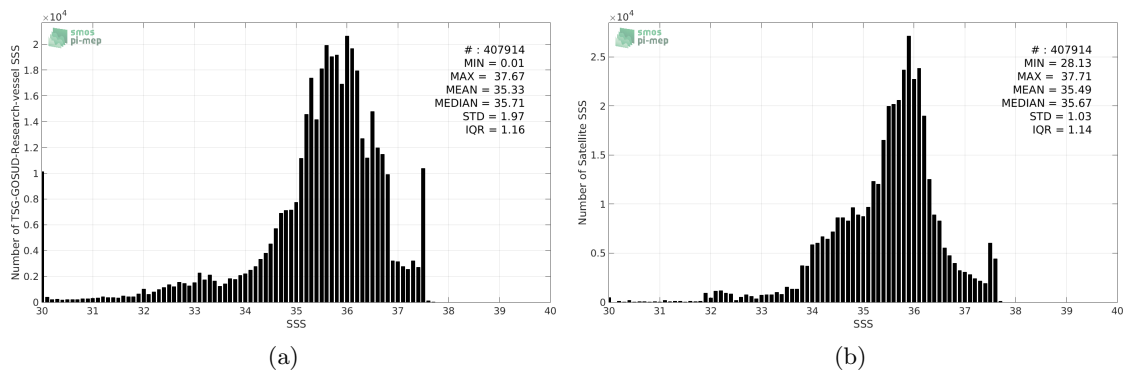 ×10⁴
smos
pi-mep
# : 407914
MIN = 0.01
MAX = 37.67
MEAN = 35.33
MEDIAN = 35.71
STD = 1.97
IQR = 1.16
Number of TSG-GOSUD-Research-vessel SSS
2
1.8
1.6
1.4
1.2
1
0.8
0.6
0.4
0.2
0
30 31 32 33 34 35 36 37 38 39 40
SSS
(a)
×10⁴
smos
pi-mep
# : 407914
MIN = 28.13
MAX = 37.71
MEAN = 35.49
MEDIAN = 35.67
STD = 1.03
IQR = 1.14
Number of Satellite SSS
2.5
2
1.5
1
0.5
0
30 31 32 33 34 35 36 37 38 39 40
SSS
(b)